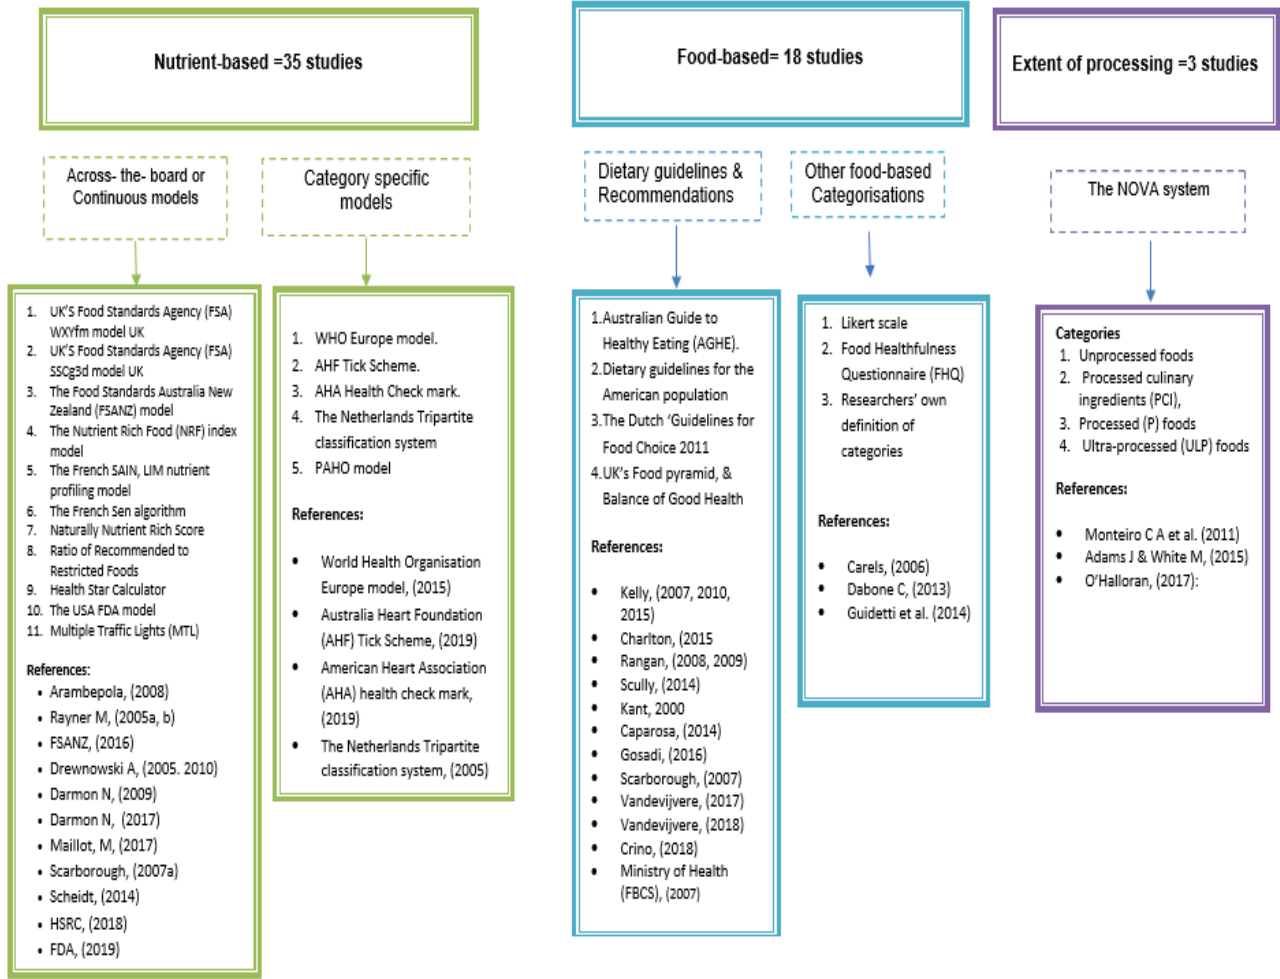 Nutrient-based =35 studies
Food-based= 18 studies
Extent of processing =3 studies
Across- the- board or
Continuous models
Category specific
models
Dietary guidelines &
Recommendations
Other food-based
Categorisations
The NOVA system
1. UK'S Food Standards Agency (FSA)
WXYfm model UK
2. UK'S Food Standards Agency (FSA)
SSCg3d model UK
3. The Food Standards Australia New
Zealand (FSANZ) model
4. The Nutrient Rich Food (NRF) index
model
5. The French SAIN, LIM nutrient
profiling model
6. The French Sen algorithm
7. Naturally Nutrient Rich Score
8. Ratio of Recommended to
Restricted Foods
9. Health Star Calculator
10. The USA FDA model
11. Multiple Traffic Lights (MTL)
References:
• Arambepola, (2008)
• Rayner M, (2005a, b)
• FSANZ, (2016)
• Drewnowski A, (2005. 2010)
• Darmon N, (2009)
• Darmon N, (2017)
• Maillot, M, (2017)
• Scarborough, (2007a)
• Scheidt, (2014)
• HSRC, (2018)
• FDA, (2019)
1. WHO Europe model.
2. AHF Tick Scheme.
3. AHA Health Check mark.
4. The Netherlands Tripartite
classification system
5. PAHO model
References:
• World Health Organisation
Europe model, (2015)
• Australia Heart Foundation
(AHF) Tick Scheme, (2019)
• American Heart Association
(AHA) health check mark,
(2019)
• The Netherlands Tripartite
classification system, (2005)
1.Australian Guide to
Healthy Eating (AGHE).
2.Dietary guidelines for the
American population
3.The Dutch 'Guidelines for
Food Choice 2011
4.UK's Food pyramid, &
Balance of Good Health
References:
• Kelly, (2007, 2010,
2015)
• Charlton, (2015
• Rangan, (2008, 2009)
• Scully, (2014)
• Kant, 2000
• Caparosa, (2014)
• Gosadi, (2016)
• Scarborough, (2007)
• Vandevijvere, (2017)
• Vandevijvere, (2018)
• Crino, (2018)
• Ministry of Health
(FBCS), (2007)
1. Likert scale
2. Food Healthfulness
Questionnaire (FHQ)
3. Researchers' own
definition of
categories
References:
• Carels, (2006)
• Dabone C, (2013)
• Guidetti et al. (2014)
Categories
1. Unprocessed foods
2. Processed culinary
ingredients (PCI),
3. Processed (P) foods
4. Ultra-processed (ULP) foods
References:
• Monteiro C A et al. (2011)
• Adams J & White M, (2015)
• O'Halloran, (2017):